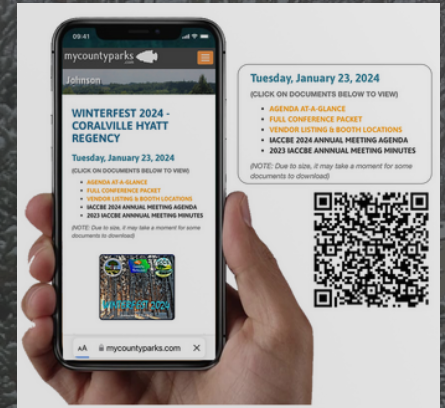 09:41
mycountyparks
.com
Johnson
WINTERFEST 2024 -
CORALVILLE HYATT
REGENCY
Tuesday, January 23, 2024
(CLICK ON DOCUMENTS BELOW TO VIEW)
AGENDA AT-A-GLANCE
FULL CONFERENCE PACKET
VENDOR LISTING & BOOTH LOCATIONS
IACCBE 2024 ANNUAL MEETING AGENDA
2023 IACCBE ANNNUAL MEETING MINUTES
(NOTE: Due to size, it may take a moment for some
documents to download)
WINTERFEST 2024
AA mycountyparks.com X
Tuesday, January 23, 2024
(CLICK ON DOCUMENTS BELOW TO VIEW)
AGENDA AT-A-GLANCE
FULL CONFERENCE PACKET
VENDOR LISTING & BOOTH LOCATIONS
IACCBE 2024 ANNUAL MEETING AGENDA
2023 IACCBE ANNNUAL MEETING MINUTES
(NOTE: Due to size, it may take a moment for some
documents to download)